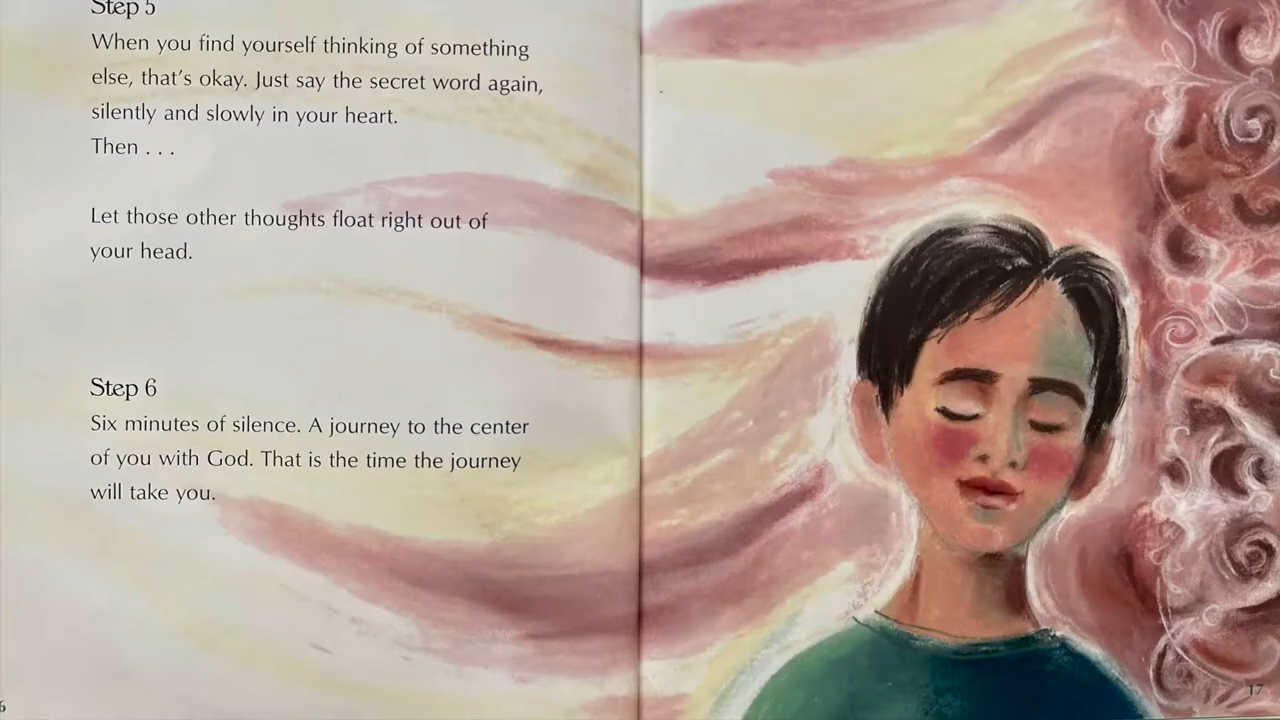 Step 5
When you find yourself thinking of something
else, that's okay. Just say the secret word again,
silently and slowly in your heart.
Then . . .
Let those other thoughts float right out of
your head.
Step 6
Six minutes of silence. A journey to the center
of you with God. That is the time the journey
will take you.
17